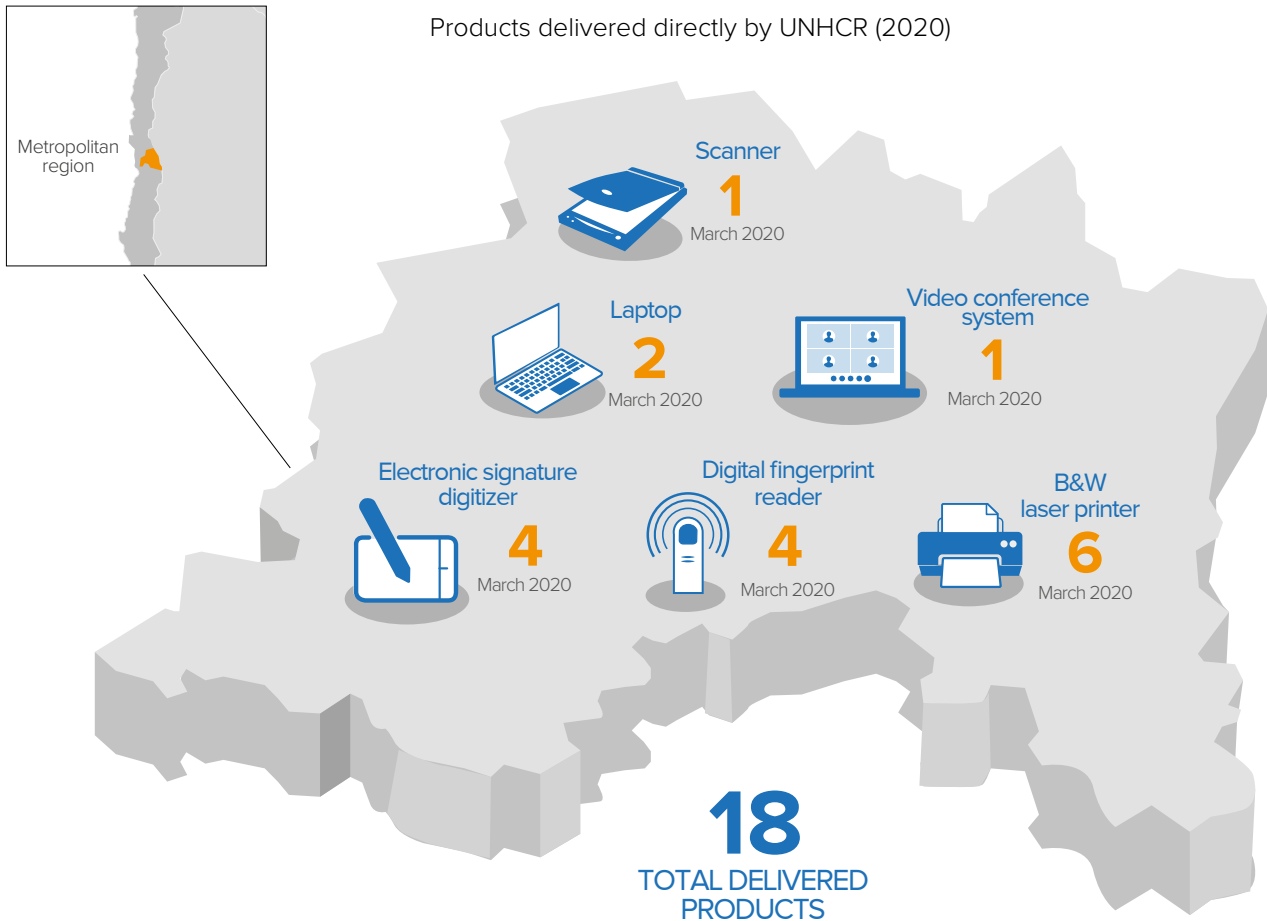 Products delivered directly by UNHCR (2020)
Metropolitan
region
Scanner
1
March 2020
Laptop
2
March 2020
Video conference
system
1
March 2020
Electronic signature
digitizer
4
March 2020
Digital fingerprint
reader
4
March 2020
B&W
laser printer
6
March 2020
18
TOTAL DELIVERED
PRODUCTS